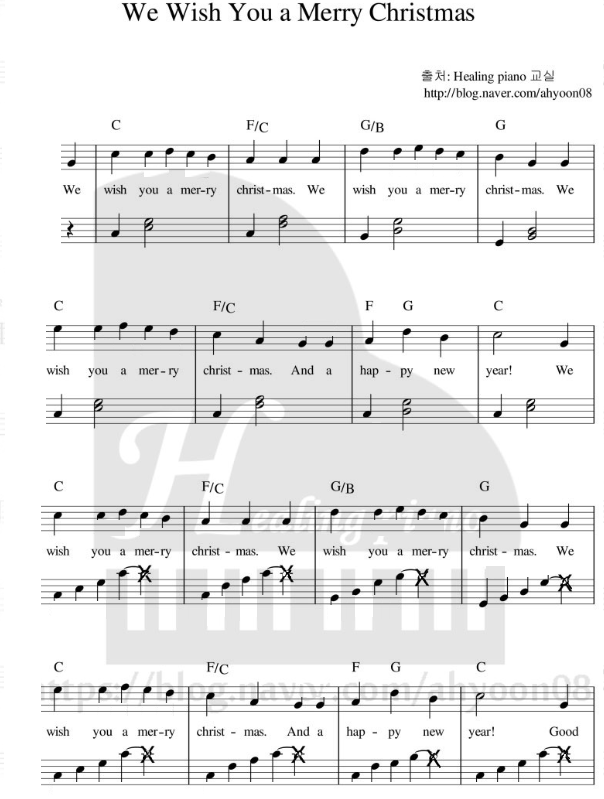 We Wish You a Merry Christmas
출처: Healing piano 교실
http://blog.naver.com/ahyoon08
C F/C G/B G
We wish you a mer-ry christ-mas. We wish you a mer-ry christ-mas. We
C F/C F G C
wish you a mer-ry christ-mas. And a hap-py new year! We
C F/C G/B G
Healing piano
wish you a mer-ry christ-mas. We wish you a mer-ry christ-mas. We
C F/C F G C
https://blog.naver.com/ahyoon08
wish you a mer-ry christ-mas. And a hap-py new year! Good